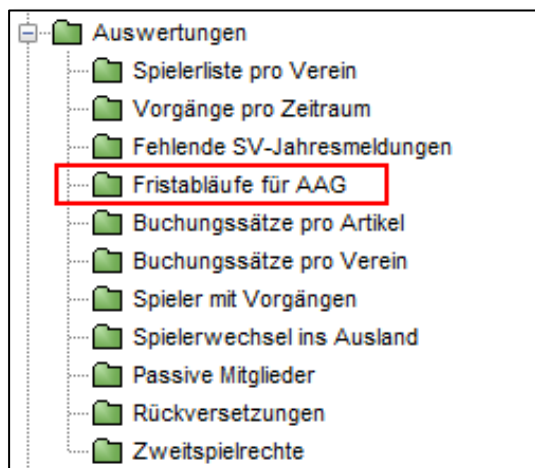 Auswertungen
Spielerliste pro Verein
Vorgänge pro Zeitraum
Fehlende SV-Jahresmeldungen
Fristabläufe für AAG
Buchungssätze pro Artikel
Buchungssätze pro Verein
Spieler mit Vorgängen
Spielerwechsel ins Ausland
Passive Mitglieder
Rückversetzungen
Zweitspielrechte